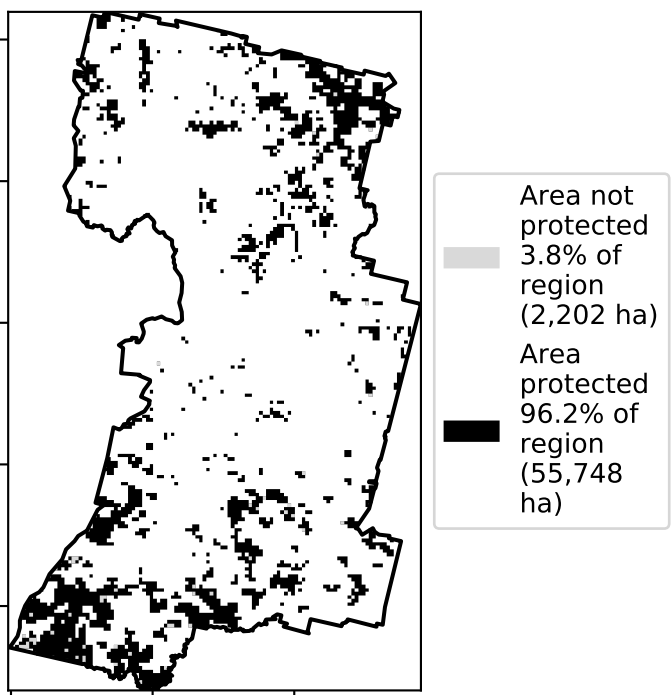 Area not
protected
3.8% of
region
(2,202 ha)
Area
protected
96.2% of
region
(55,748
ha)